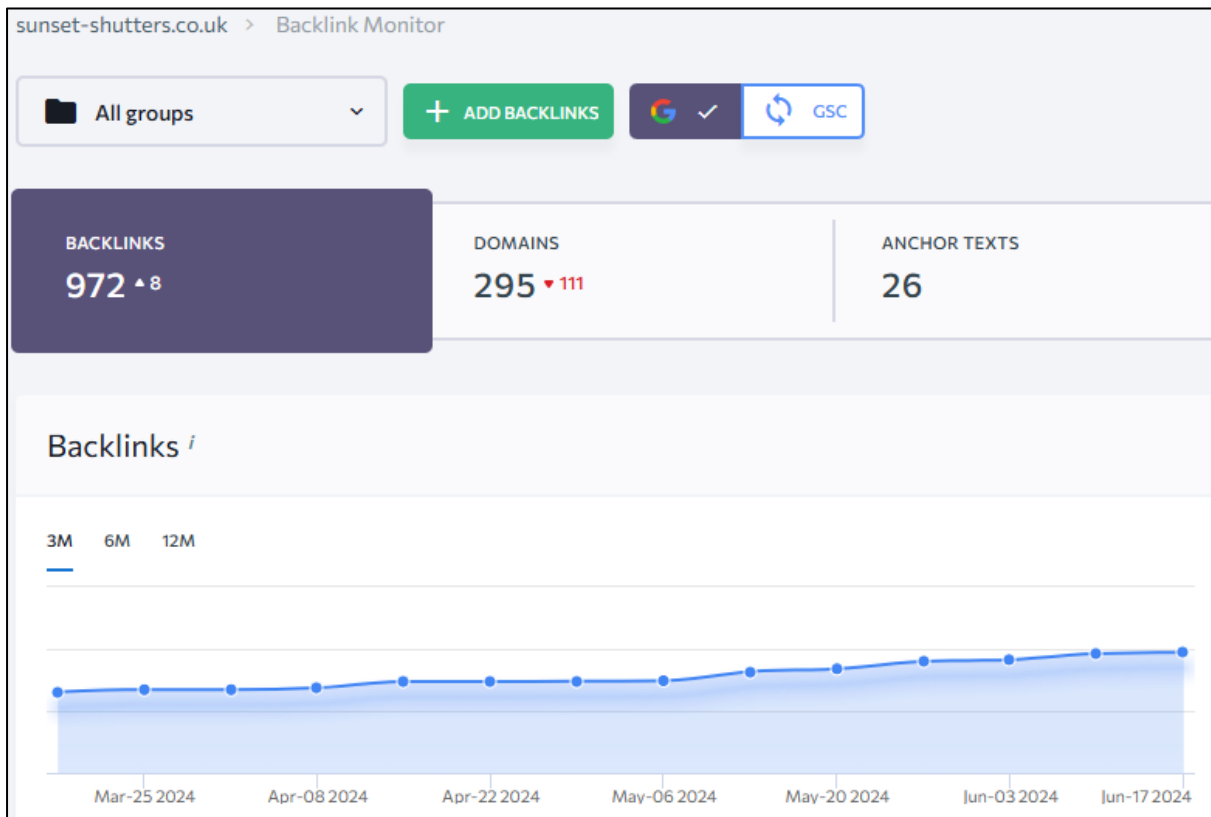 sunset-shutters.co.uk > Backlink Monitor
All groups
+ ADD BACKLINKS
GSC
BACKLINKS
972 ▲ 8
DOMAINS
295 ▼ 111
ANCHOR TEXTS
26
Backlinks i
3M 6M 12M
Mar-25 2024 Apr-08 2024 Apr-22 2024 May-06 2024 May-20 2024 Jun-03 2024 Jun-17 2024